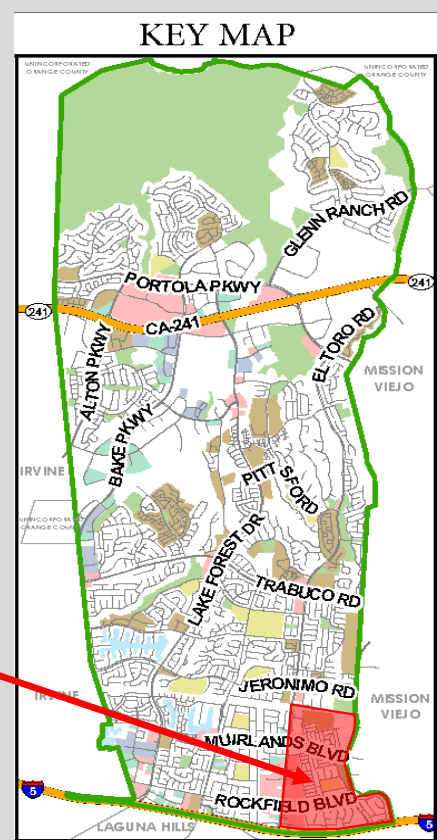 KEY MAP
UNINCORPORATED
ORANGE COUNTY
UNINCORPORATED
ORANGE COUNTY
GLENN RANCH RD
PORTOLA PKWY
241
241
CA-241
EL TORO RD
ALTON PKWY
MISSION
VIEJO
BAKE PKWY
IRVINE
PITTSFORD
UNINCORPORATED
ORANGE COUNTY
LAKE FOREST DR
TRABUCO RD
JERONIMO RD
IRVINE
MISSION
VIEJO
MUIRLANDS BLVD
5
ROCKFIELD BLVD
5
LAGUNA HILLS